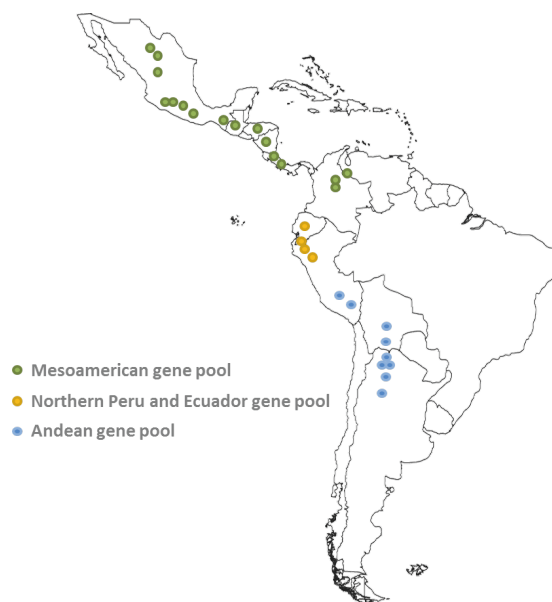 Mesoamerican gene pool
Northern Peru and Ecuador gene pool
Andean gene pool